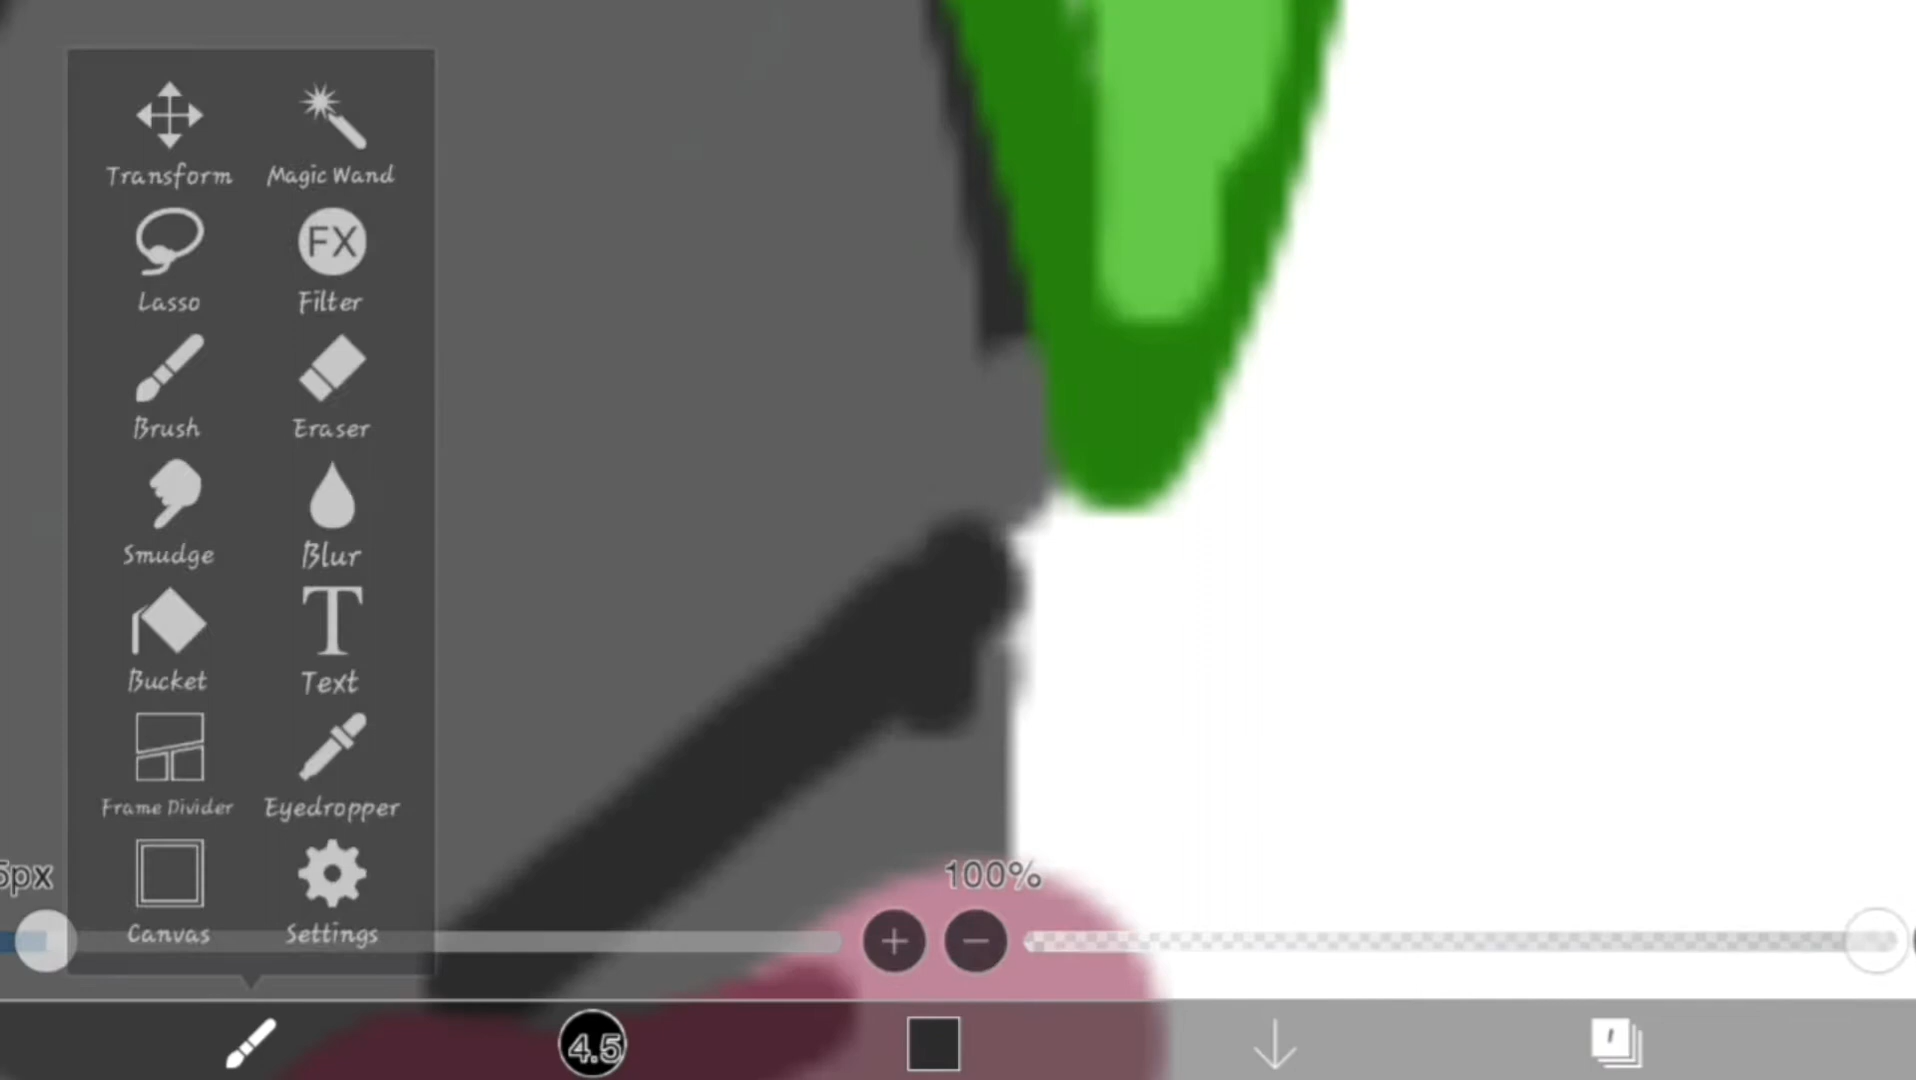 Transform Magic Wand
FX
Lasso Filter
Brush Eraser
Smudge Blur
T
Bucket Text
Frame Divider Eyedropper
5px 100%
Canvas Settings
4.5